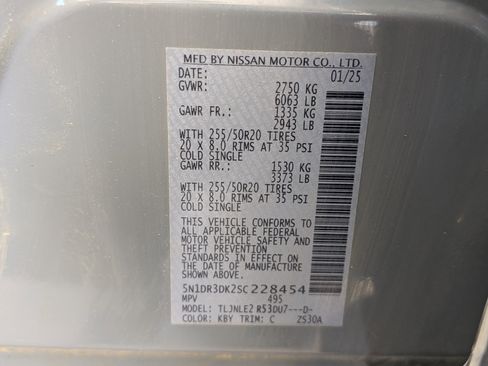 MFD BY NISSAN MOTOR CO., LTD.
DATE: 01/25
GVWR: 2750 KG
6063 LB
GAWR FR.: 1335 KG
2943 LB
WITH 255/50R20 TIRES
20 X 8.0 RIMS AT 35 PSI
COLD SINGLE
GAWR RR.: 1530 KG
3373 LB
WITH 255/50R20 TIRES
20 X 8.0 RIMS AT 35 PSI
COLD SINGLE
THIS VEHICLE CONFORMS TO
ALL APPLICABLE FEDERAL
MOTOR VEHICLE SAFETY AND
THEFT PREVENTION
STANDARDS IN EFFECT ON
THE DATE OF MANUFACTURE
SHOWN ABOVE.
5N1DR3DK2SC228454
MPV 495
MODEL: TLJNLE2 R53DU7---D-
COLOR: KBY TRIM: C ZS30A